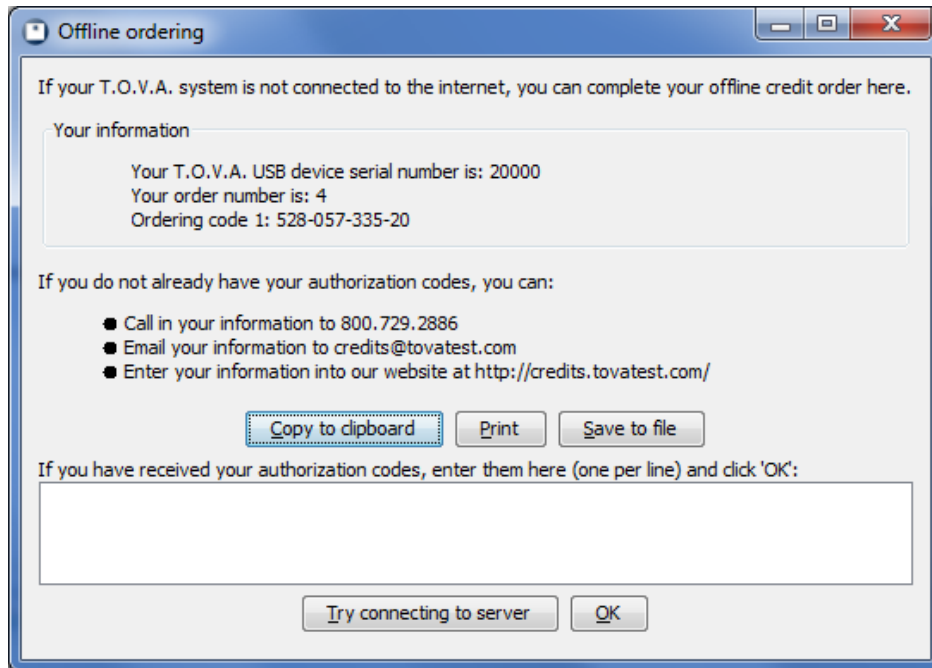 Offline ordering
If your T.O.V.A. system is not connected to the internet, you can complete your offline credit order here.
Your information
Your T.O.V.A. USB device serial number is: 20000
Your order number is: 4
Ordering code 1: 528-057-335-20
If you do not already have your authorization codes, you can:
● Call in your information to 800.729.2886
● Email your information to credits@tovatest.com
● Enter your information into our website at http://credits.tovatest.com/
Copy to clipboard Print Save to file
If you have received your authorization codes, enter them here (one per line) and click 'OK':
Try connecting to server OK